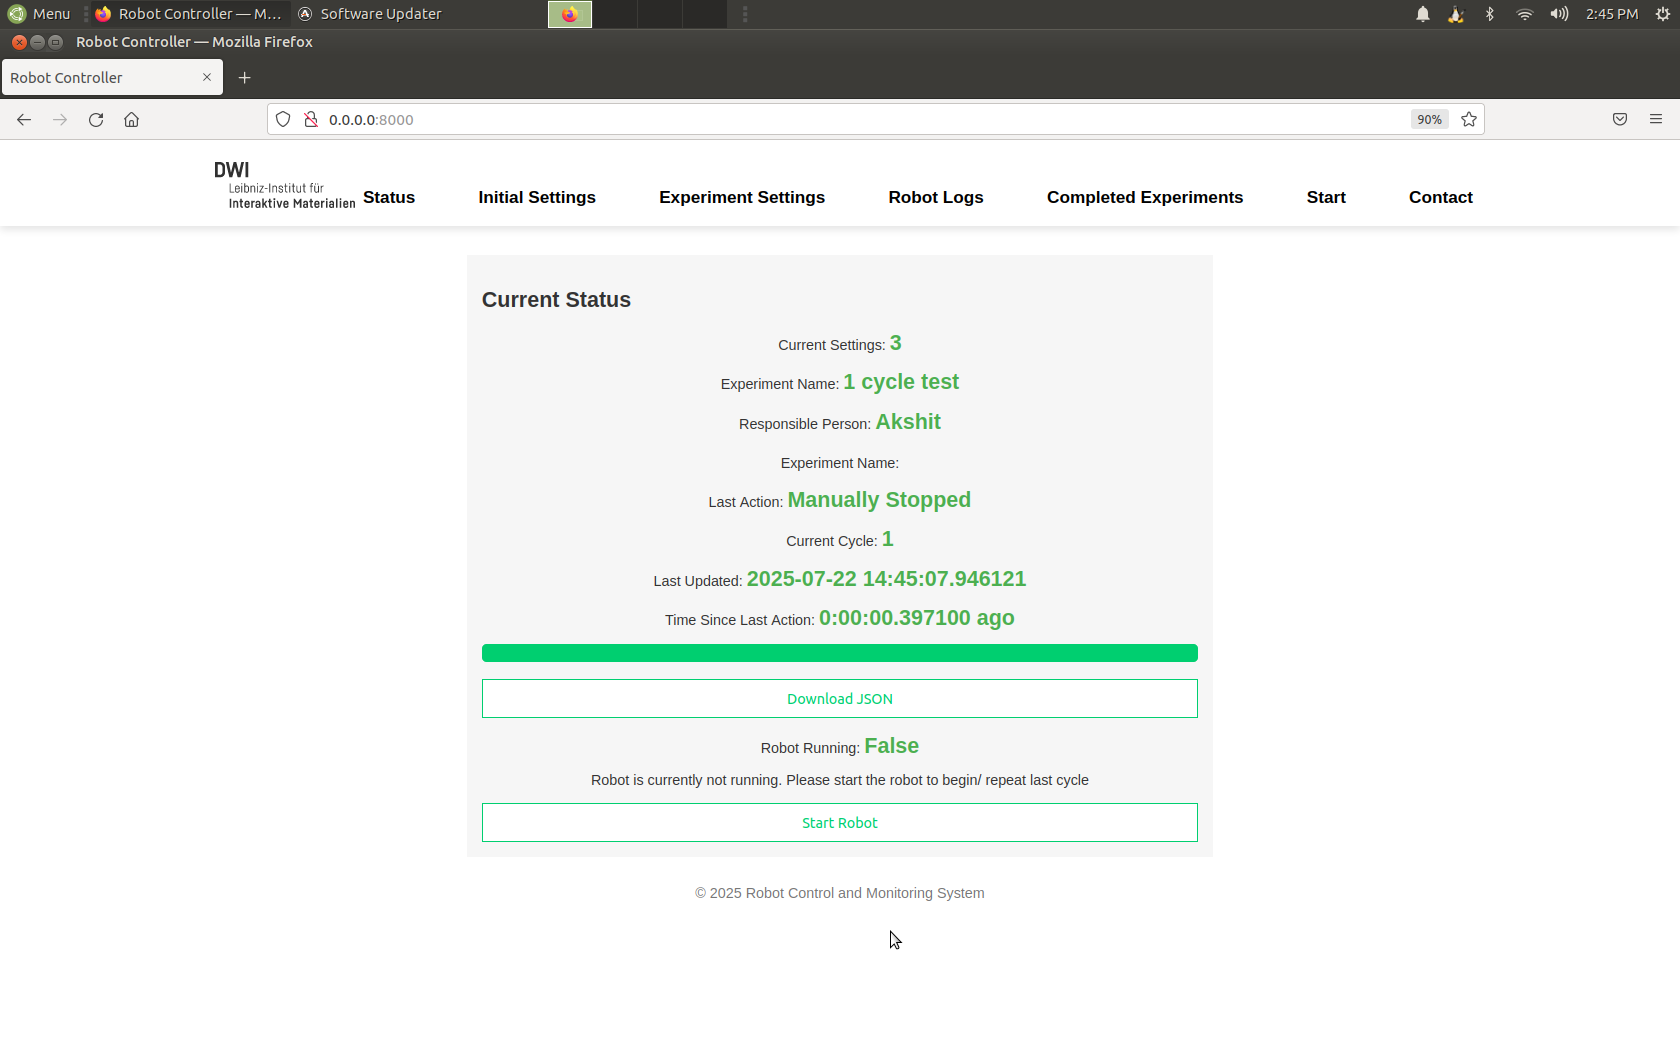 Menu Robot Controller — M... Software Updater 2:45 PM
Robot Controller — Mozilla Firefox
Robot Controller
0.0.0.0:8000 90%
DWI
Leibniz-Institut für
Interaktive Materialien
Status Initial Settings Experiment Settings Robot Logs Completed Experiments Start Contact
Current Status
Current Settings: 3
Experiment Name: 1 cycle test
Responsible Person: Akshit
Experiment Name:
Last Action: Manually Stopped
Current Cycle: 1
Last Updated: 2025-07-22 14:45:07.946121
Time Since Last Action: 0:00:00.397100 ago
Download JSON
Robot Running: False
Robot is currently not running. Please start the robot to begin/ repeat last cycle
Start Robot
© 2025 Robot Control and Monitoring System